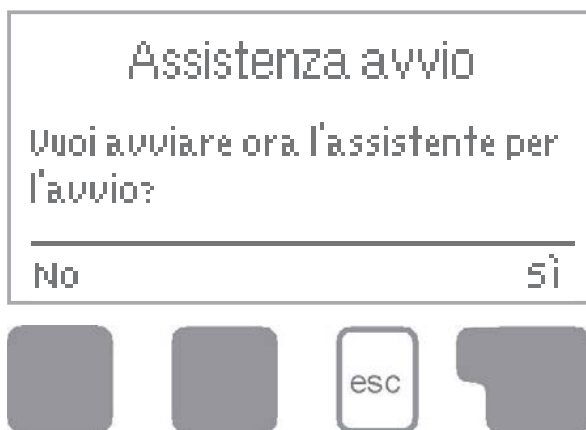 Assistenza avvio
Vuoi avviare ora l'assistente per
l'avvio?
No Sì
esc